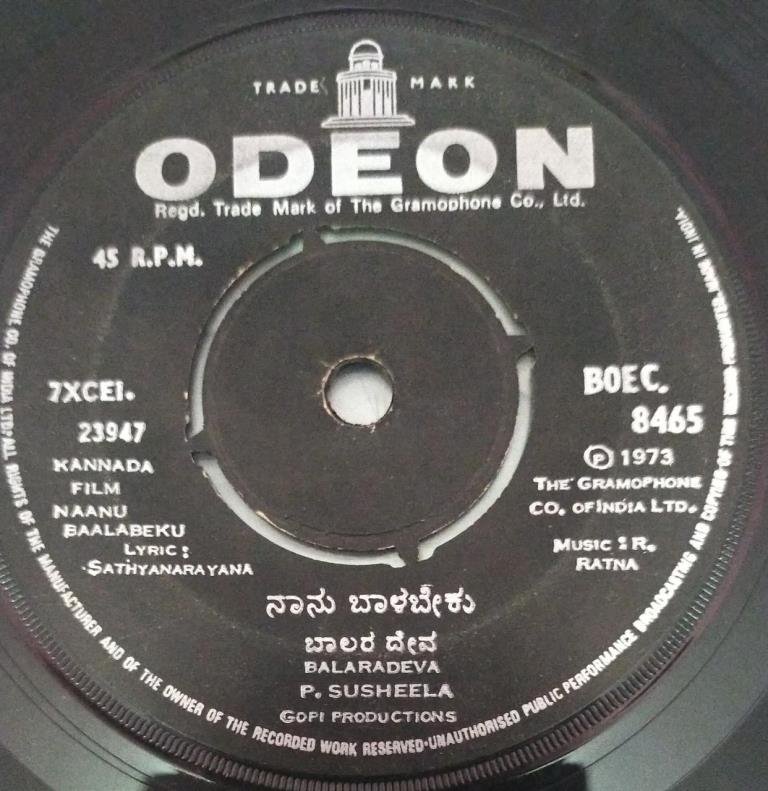 TRADE MARK
ODEON
Regd. Trade Mark of The Gramophone Co., Ltd.
45 R.P.M.
7XCEI.
23947
KANNADA
FILM
NAANU
BAALABEKU
LYRIC:
SATHYANARAYANA
BOEC.
8465
Ⓟ 1973
THE GRAMOPHONE
CO. OF INDIA LTD.
MUSIC: R.
RATNA
ನಾನು ಬಾಳಬೇಕು
ಬಾಲರ ದೇವ
BALARADEVA
P. SUSHEELA
GOPI PRODUCTIONS
THE GRAMOPHONE CO. OF INDIA LTD. ALL RIGHTS OF THE MANUFACTURER AND OF THE OWNER OF THE RECORDED WORK RESERVED·UNAUTHORISED PUBLIC PERFORMANCE BROADCASTING AND COPYING OF THIS RECORD PROHIBITED. MADE IN INDIA.